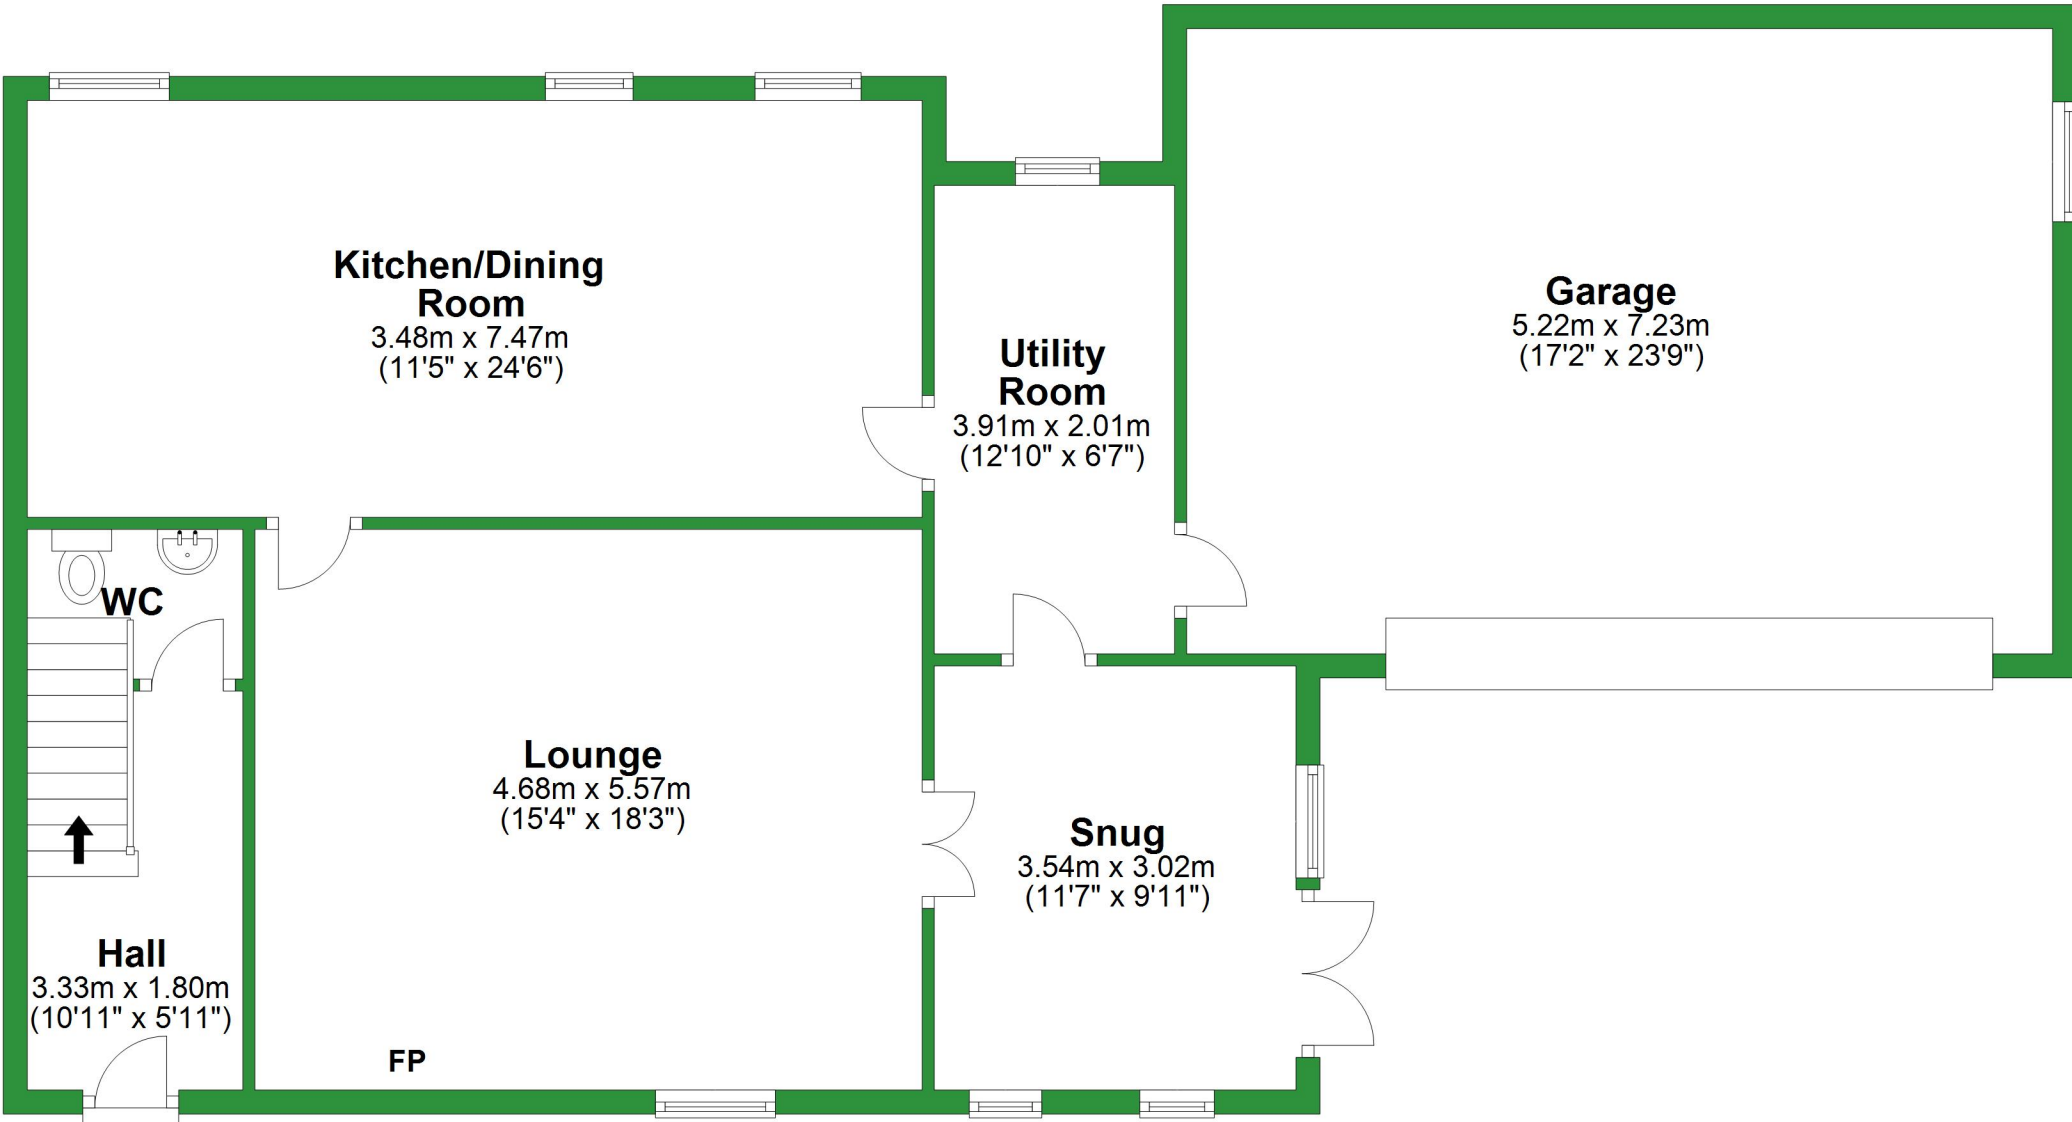 Kitchen/Dining
Room
3.48m x 7.47m
(11'5" x 24'6")
Garage
5.22m x 7.23m
(17'2" x 23'9")
Utility
Room
3.91m x 2.01m
(12'10" x 6'7")
WC
Lounge
4.68m x 5.57m
(15'4" x 18'3")
Snug
3.54m x 3.02m
(11'7" x 9'11")
Hall
3.33m x 1.80m
(10'11" x 5'11")
FP